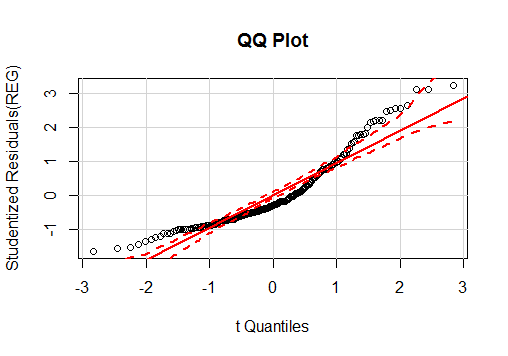 QQ Plot
Studentized Residuals(REG)
3
2
1
0
-1
-3 -2 -1 0 1 2 3
t Quantiles